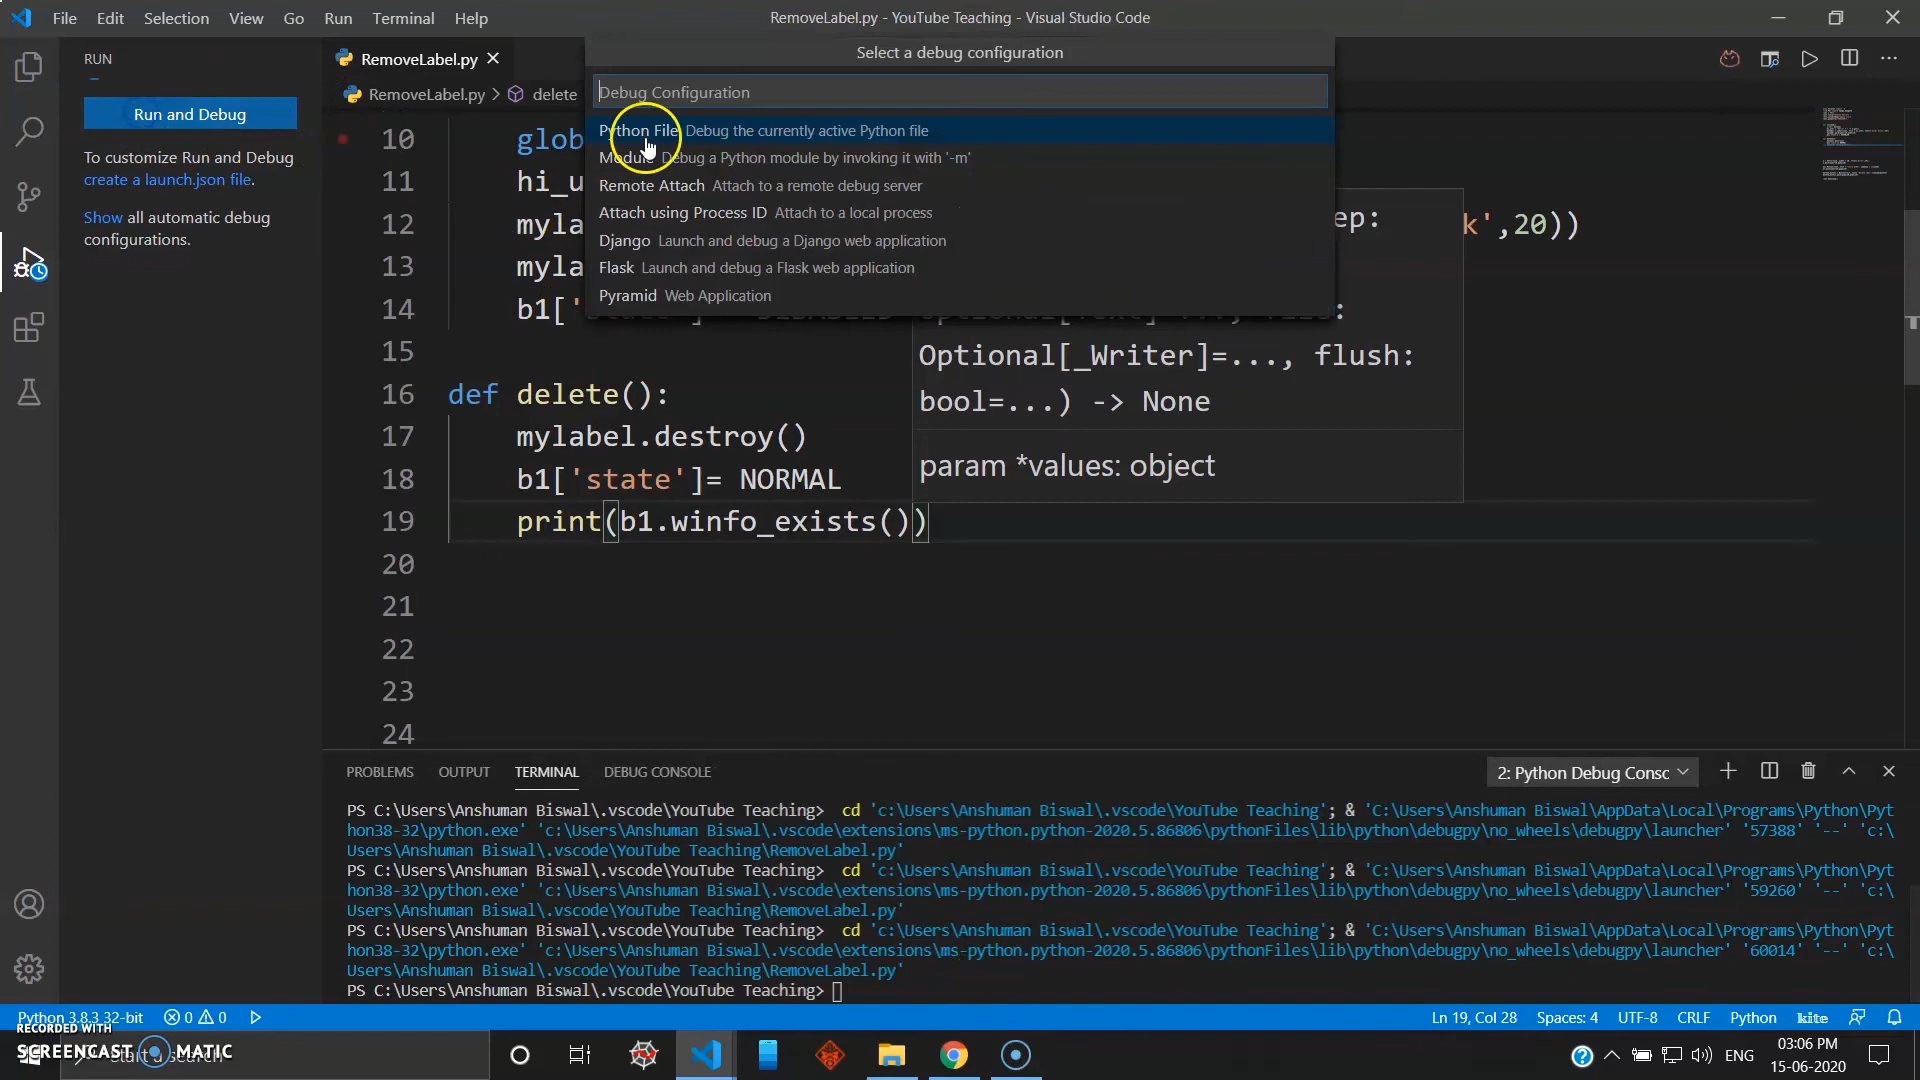 File Edit Selection View Go Run Terminal Help
RemoveLabel.py - YouTube Teaching - Visual Studio Code
RUN
Run and Debug
To customize Run and Debug
create a launch.json file.
Show all automatic debug
configurations.
RemoveLabel.py
RemoveLabel.py > delete
Select a debug configuration
Debug Configuration
Python File Debug the currently active Python file
Module Debug a Python module by invoking it with '-m'
Remote Attach Attach to a remote debug server
Attach using Process ID Attach to a local process
Django Launch and debug a Django web application
Flask Launch and debug a Flask web application
Pyramid Web Application
10 glob
11 hi_u
12 myla k',20))
13 myla
14 b1['
15
16 def delete():
17 mylabel.destroy()
18 b1['state']= NORMAL
19 print(b1.winfo_exists())
20
21
22
23
24
ep:
Optional[_Writer]=..., flush:
bool=...) -> None
param *values: object
PROBLEMS OUTPUT TERMINAL DEBUG CONSOLE
2: Python Debug Consc
PS C:\Users\Anshuman Biswal\.vscode\YouTube Teaching> cd 'c:\Users\Anshuman Biswal\.vscode\YouTube Teaching'; & 'C:\Users\Anshuman Biswal\AppData\Local\Programs\Python\Pyt
hon38-32\python.exe' 'c:\Users\Anshuman Biswal\.vscode\extensions\ms-python.python-2020.5.86806\pythonFiles\lib\python\debugpy\no_wheels\debugpy\launcher' '57388' '--' 'c:\
Users\Anshuman Biswal\.vscode\YouTube Teaching\RemoveLabel.py'
PS C:\Users\Anshuman Biswal\.vscode\YouTube Teaching> cd 'c:\Users\Anshuman Biswal\.vscode\YouTube Teaching'; & 'C:\Users\Anshuman Biswal\AppData\Local\Programs\Python\Pyt
hon38-32\python.exe' 'c:\Users\Anshuman Biswal\.vscode\extensions\ms-python.python-2020.5.86806\pythonFiles\lib\python\debugpy\no_wheels\debugpy\launcher' '59260' '--' 'c:\
Users\Anshuman Biswal\.vscode\YouTube Teaching\RemoveLabel.py'
PS C:\Users\Anshuman Biswal\.vscode\YouTube Teaching> cd 'c:\Users\Anshuman Biswal\.vscode\YouTube Teaching'; & 'C:\Users\Anshuman Biswal\AppData\Local\Programs\Python\Pyt
hon38-32\python.exe' 'c:\Users\Anshuman Biswal\.vscode\extensions\ms-python.python-2020.5.86806\pythonFiles\lib\python\debugpy\no_wheels\debugpy\launcher' '60014' '--' 'c:\
Users\Anshuman Biswal\.vscode\YouTube Teaching\RemoveLabel.py'
PS C:\Users\Anshuman Biswal\.vscode\YouTube Teaching>
Python 3.8.3 32-bit 0 0
Ln 19, Col 28 Spaces: 4 UTF-8 CRLF Python kite
RECORDED WITH
SCREENCAST MATIC
ENG
03:06 PM
15-06-2020